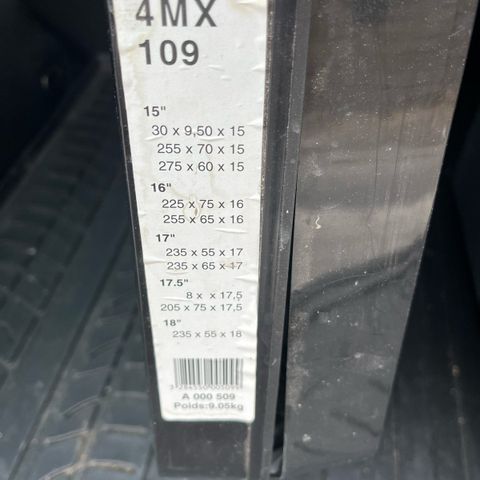 4MX
109
15"
30 x 9,50 x 15
255 x 70 x 15
275 x 60 x 15
16"
225 x 75 x 16
255 x 65 x 16
17"
235 x 55 x 17
235 x 65 x 17
17.5"
8 x x 17,5
205 x 75 x 17,5
18"
235 x 55 x 18
A 000 509
Poids:9.05kg